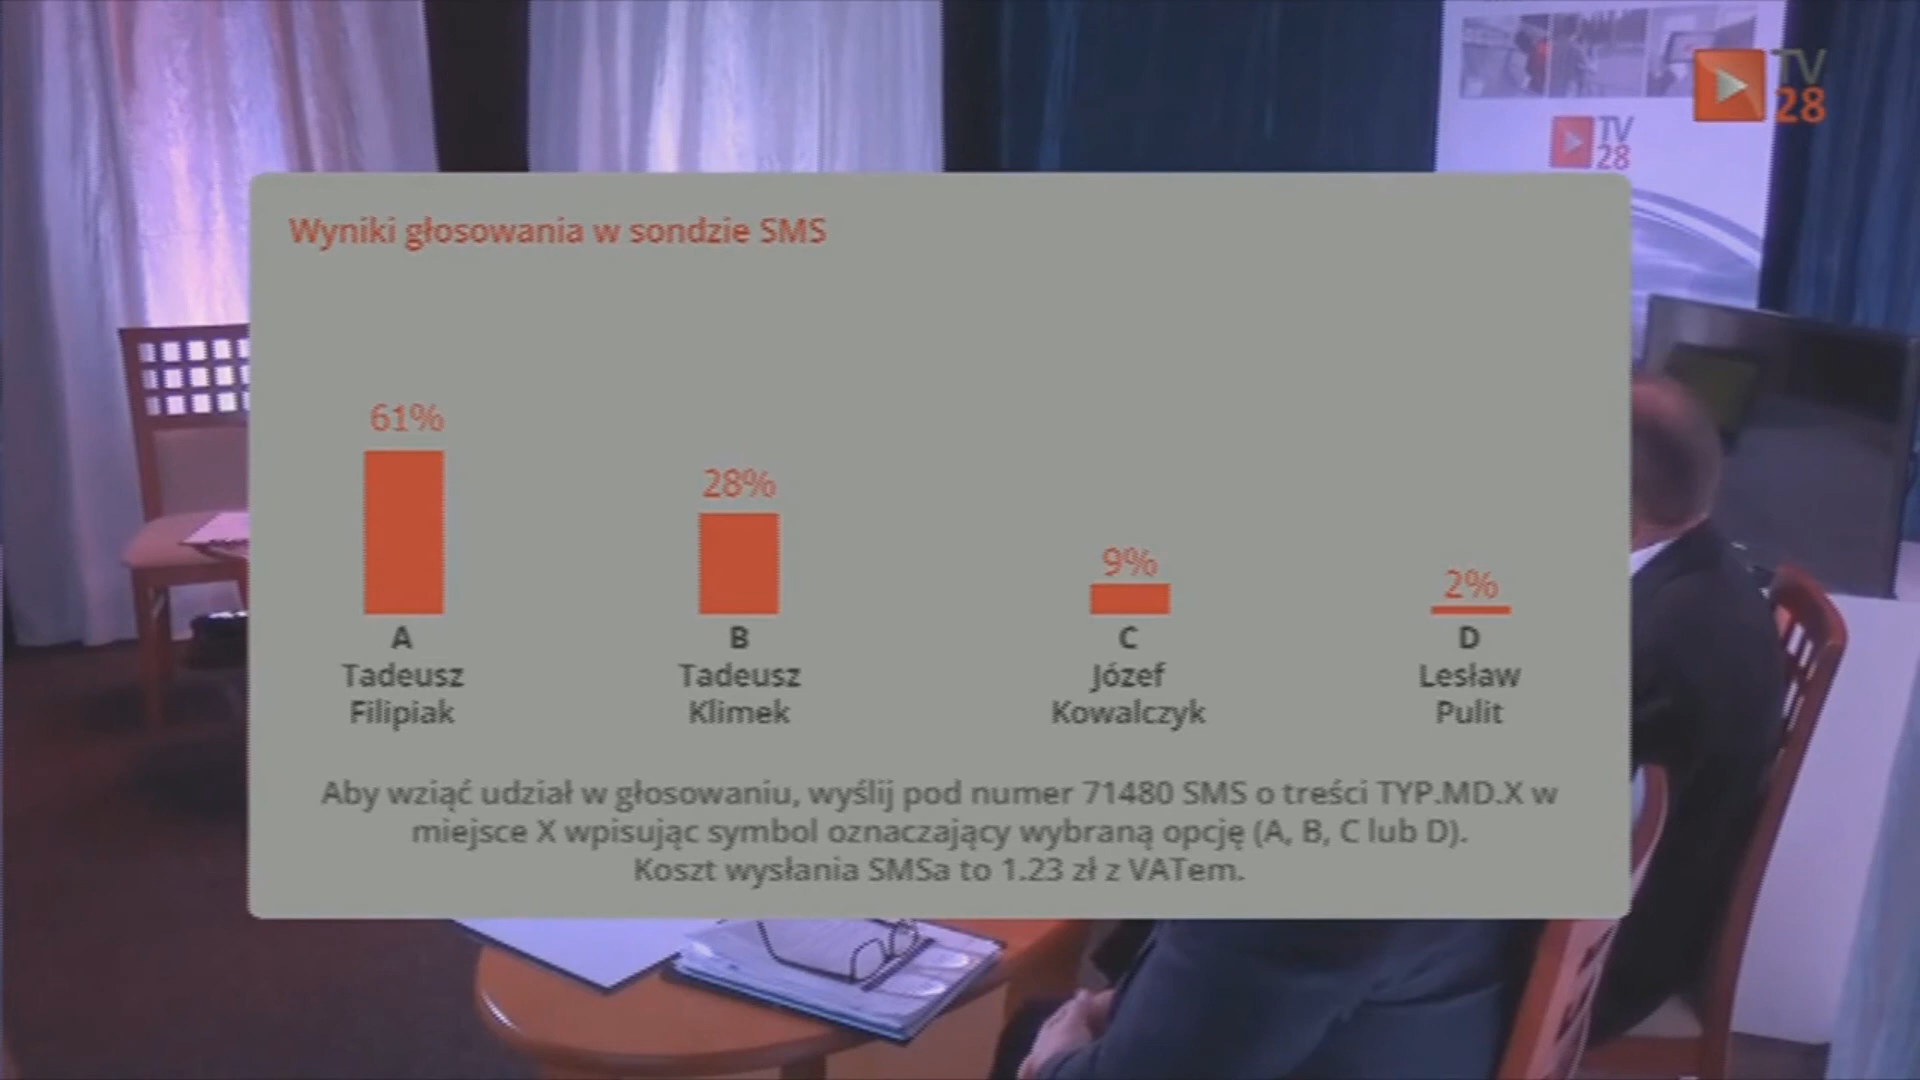 TV
28
TV
28
Wyniki głosowania w sondzie SMS
61%
28%
9%
2%
A
Tadeusz
Filipiak
B
Tadeusz
Klimek
C
Józef
Kowalczyk
D
Lesław
Pulit
Aby wziąć udział w głosowaniu, wyślij pod numer 71480 SMS o treści TYP.MD.X w
miejsce X wpisując symbol oznaczający wybraną opcję (A, B, C lub D).
Koszt wysłania SMSa to 1.23 zł z VATem.